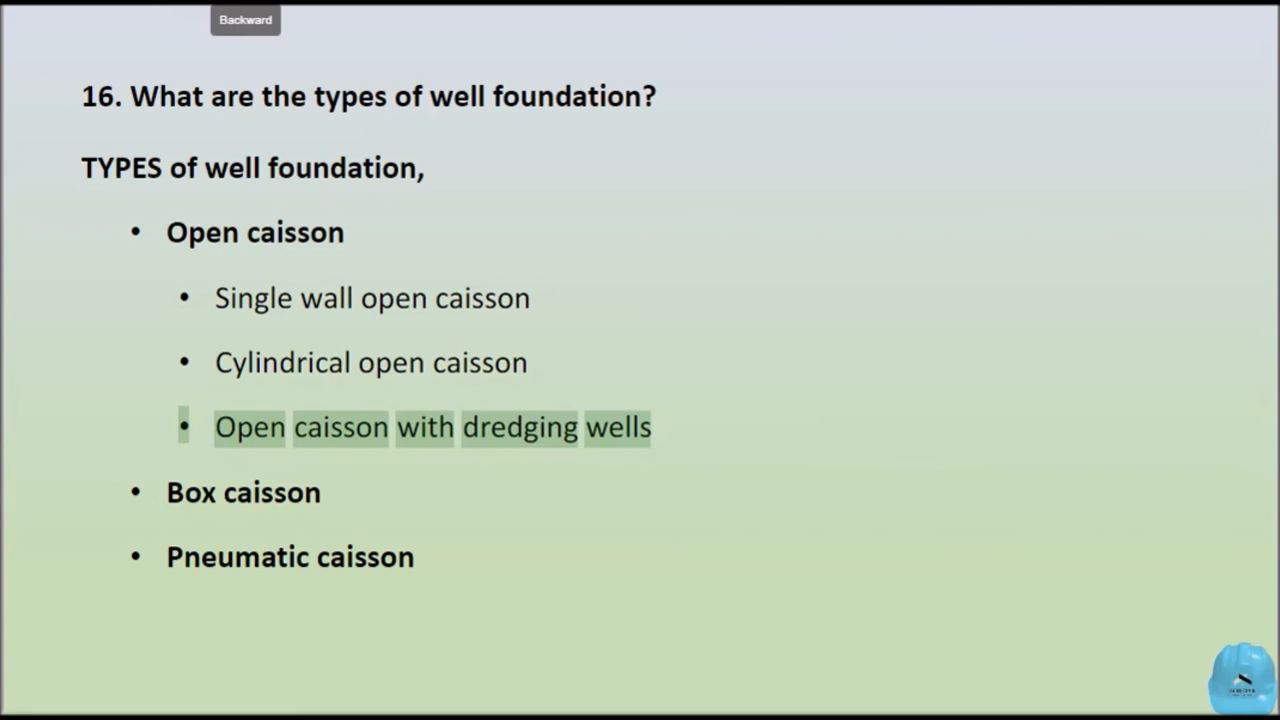 Backward
16. What are the types of well foundation?
TYPES of well foundation,
• Open caisson
• Single wall open caisson
• Cylindrical open caisson
• Open caisson with dredging wells
• Box caisson
• Pneumatic caisson